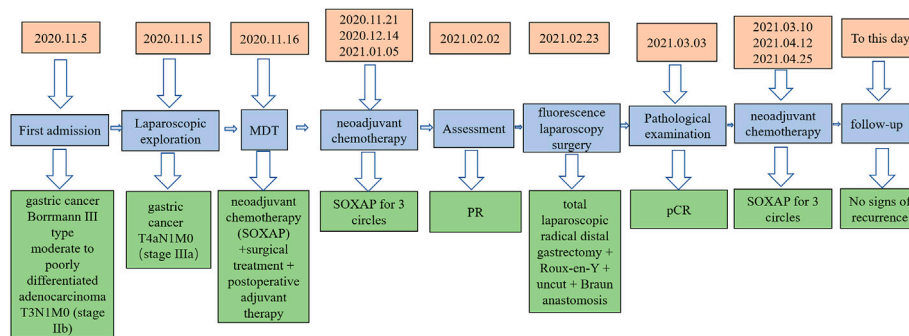 2020.11.5
2020.11.15
2020.11.16
2020.11.21
2020.12.14
2021.01.05
2021.02.02
2021.02.23
2021.03.03
2021.03.10
2021.04.12
2021.04.25
To this day
First admission
Laparoscopic
exploration
MDT
neoadjuvant
chemotherapy
Assessment
fluorescence
laparoscopy
surgery
Pathological
examination
neoadjuvant
chemotherapy
follow-up
gastric cancer
Borrmann III
type
moderate to
poorly
differentiated
adenocarcinoma
T3N1M0 (stage
IIb)
gastric
cancer
T4aN1M0
(stage IIIa)
neoadjuvant
chemotherapy
(SOXAP)
+surgical
treatment +
postoperative
adjuvant
therapy
SOXAP for 3
circles
PR
total
laparoscopic
radical distal
gastrectomy +
Roux-en-Y +
uncut + Braun
anastomosis
pCR
SOXAP for 3
circles
No signs of
recurrence